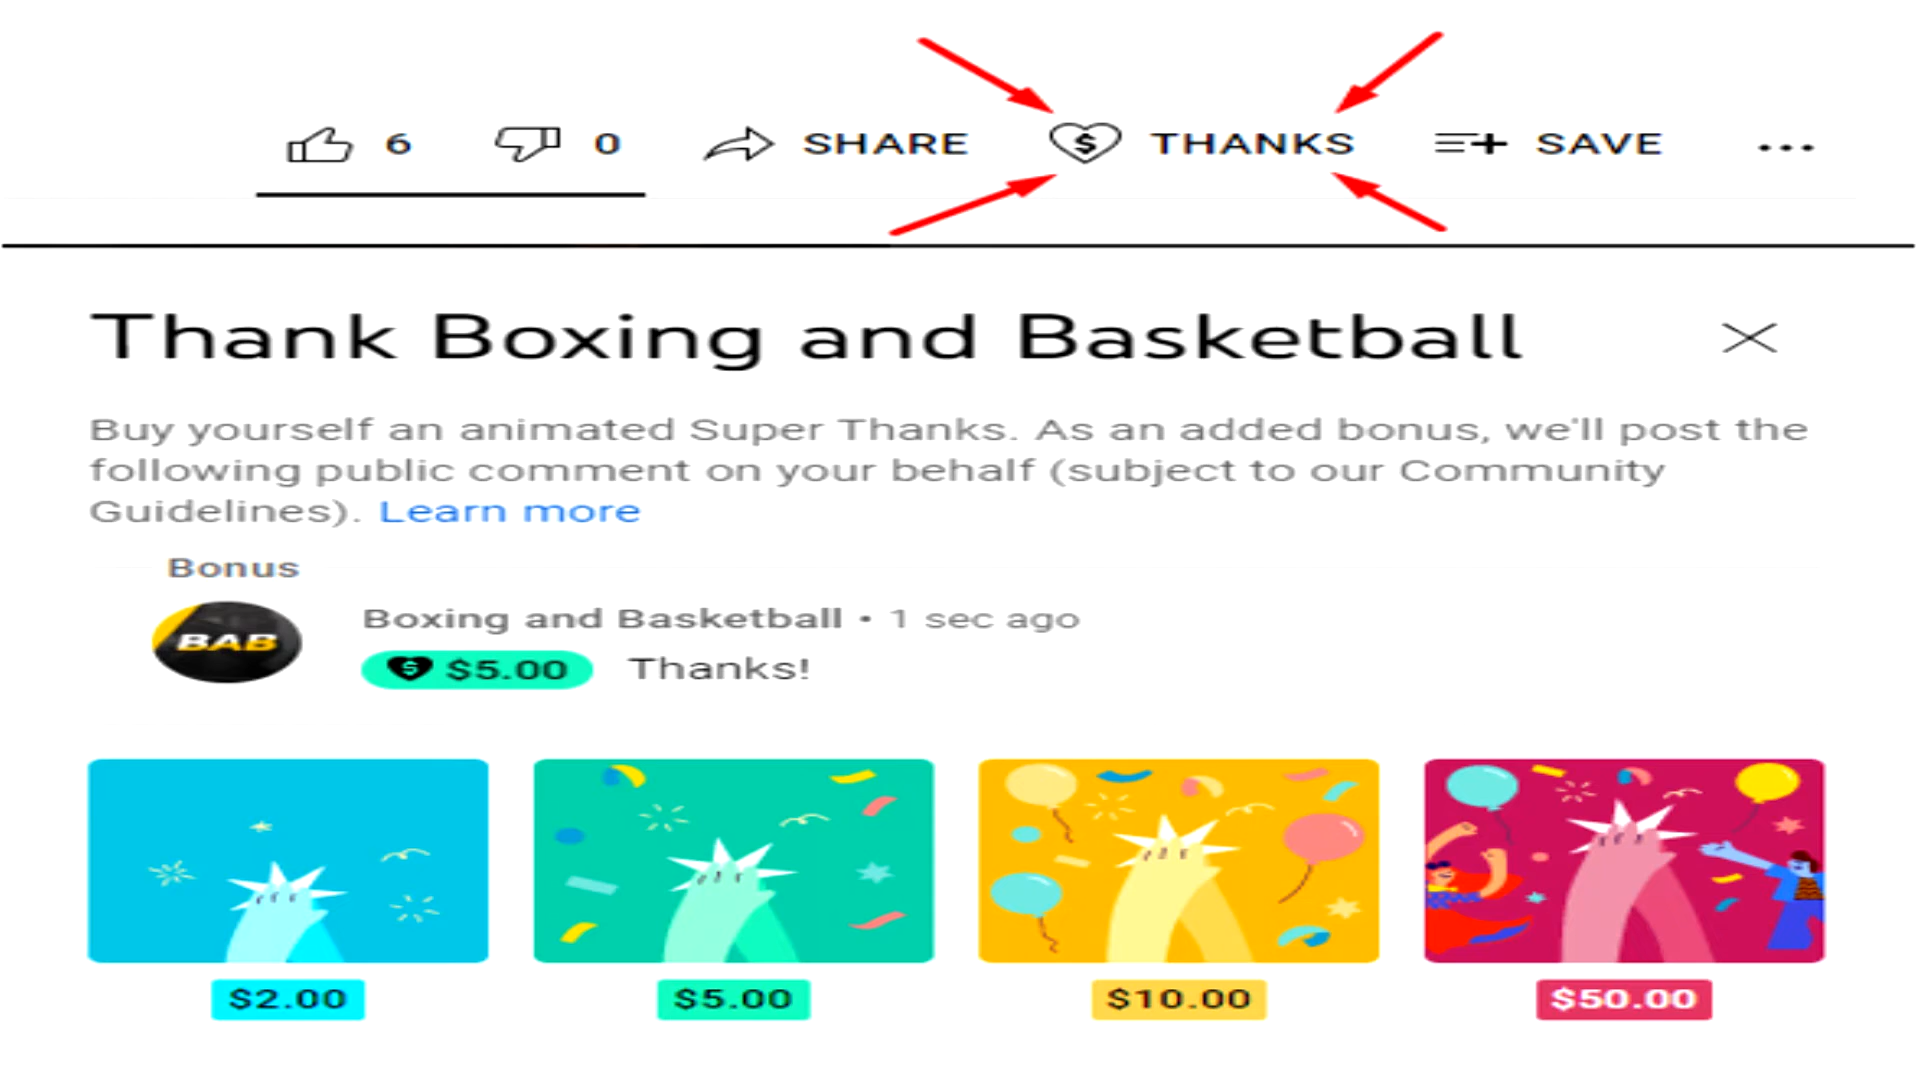 6 0 SHARE THANKS SAVE ...
Thank Boxing and Basketball
Buy yourself an animated Super Thanks. As an added bonus, we'll post the
following public comment on your behalf (subject to our Community
Guidelines). Learn more
Bonus
BAB
Boxing and Basketball • 1 sec ago
$5.00 Thanks!
$2.00 $5.00 $10.00 $50.00